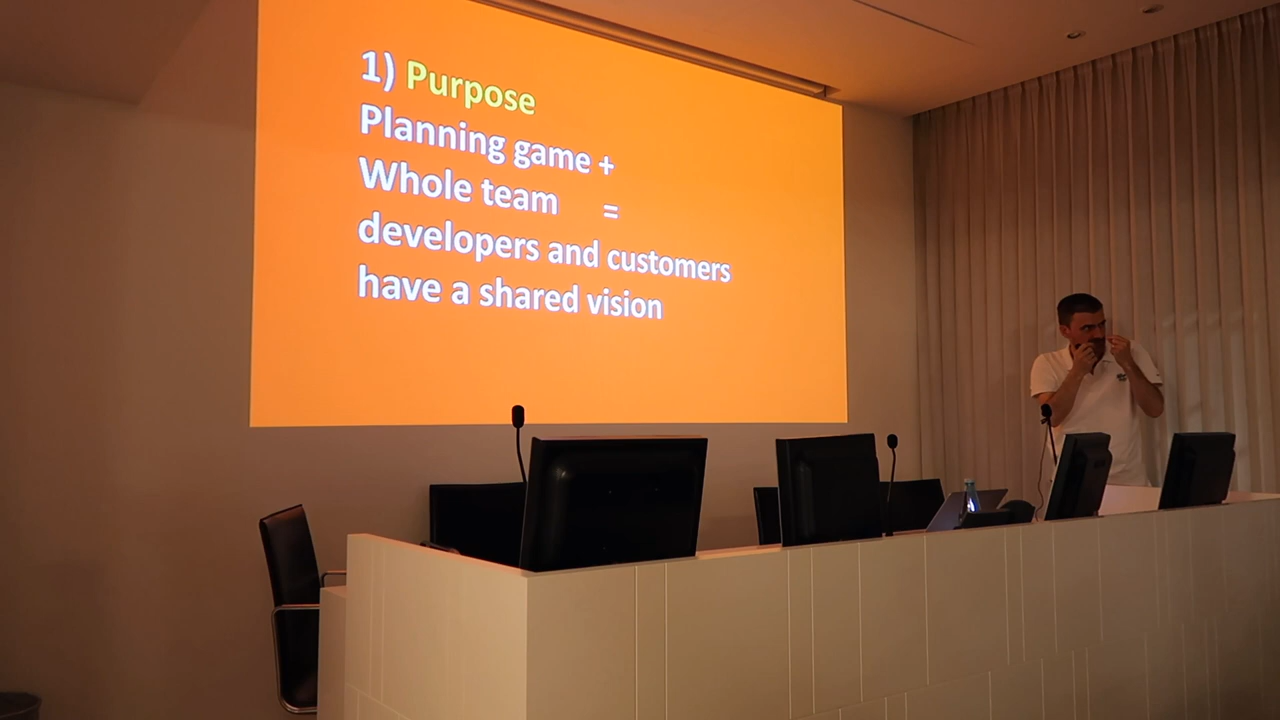 1) Purpose
Planning game +
Whole team =
developers and customers
have a shared vision